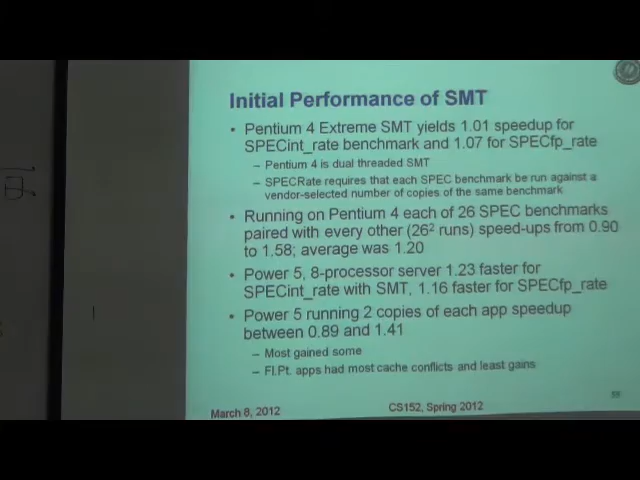 Initial Performance of SMT
• Pentium 4 Extreme SMT yields 1.01 speedup for
SPECint_rate benchmark and 1.07 for SPECfp_rate
– Pentium 4 is dual threaded SMT
– SPECRate requires that each SPEC benchmark be run against a
vendor-selected number of copies of the same benchmark
• Running on Pentium 4 each of 26 SPEC benchmarks
paired with every other (26² runs) speed-ups from 0.90
to 1.58; average was 1.20
• Power 5, 8-processor server 1.23 faster for
SPECint_rate with SMT, 1.16 faster for SPECfp_rate
• Power 5 running 2 copies of each app speedup
between 0.89 and 1.41
– Most gained some
– Fl.Pt. apps had most cache conflicts and least gains
March 8, 2012
CS152, Spring 2012